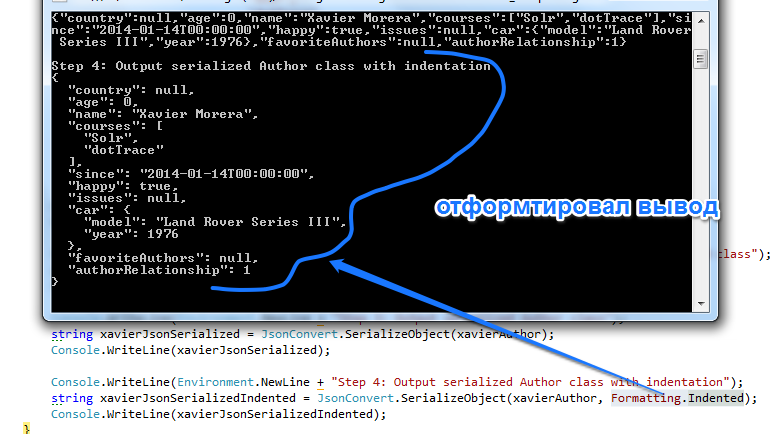 {"country":null,"age":0,"name":"Xavier Morera","courses":["Solr","dotTrace"],"si
nce":"2014-01-14T00:00:00","happy":true,"issues":null,"car":{"model":"Land Rover
 Series III","year":1976},"favoriteAuthors":null,"authorRelationship":1}
Step 4: Output serialized Author class with indentation
{
  "country": null,
  "age": 0,
  "name": "Xavier Morera",
  "courses": [
    "Solr",
    "dotTrace"
  ],
  "since": "2014-01-14T00:00:00",
  "happy": true,
  "issues": null,
  "car": {
    "model": "Land Rover Series III",
    "year": 1976
  },
  "favoriteAuthors": null,
  "authorRelationship": 1
}
отформтировал вывод
class");
string xavierJsonSerialized = JsonConvert.SerializeObject(xavierAuthor);
Console.WriteLine(xavierJsonSerialized);
Console.WriteLine(Environment.NewLine + "Step 4: Output serialized Author class with indentation");
string xavierJsonSerializedIndented = JsonConvert.SerializeObject(xavierAuthor, Formatting.Indented);
Console.WriteLine(xavierJsonSerializedIndented);
}